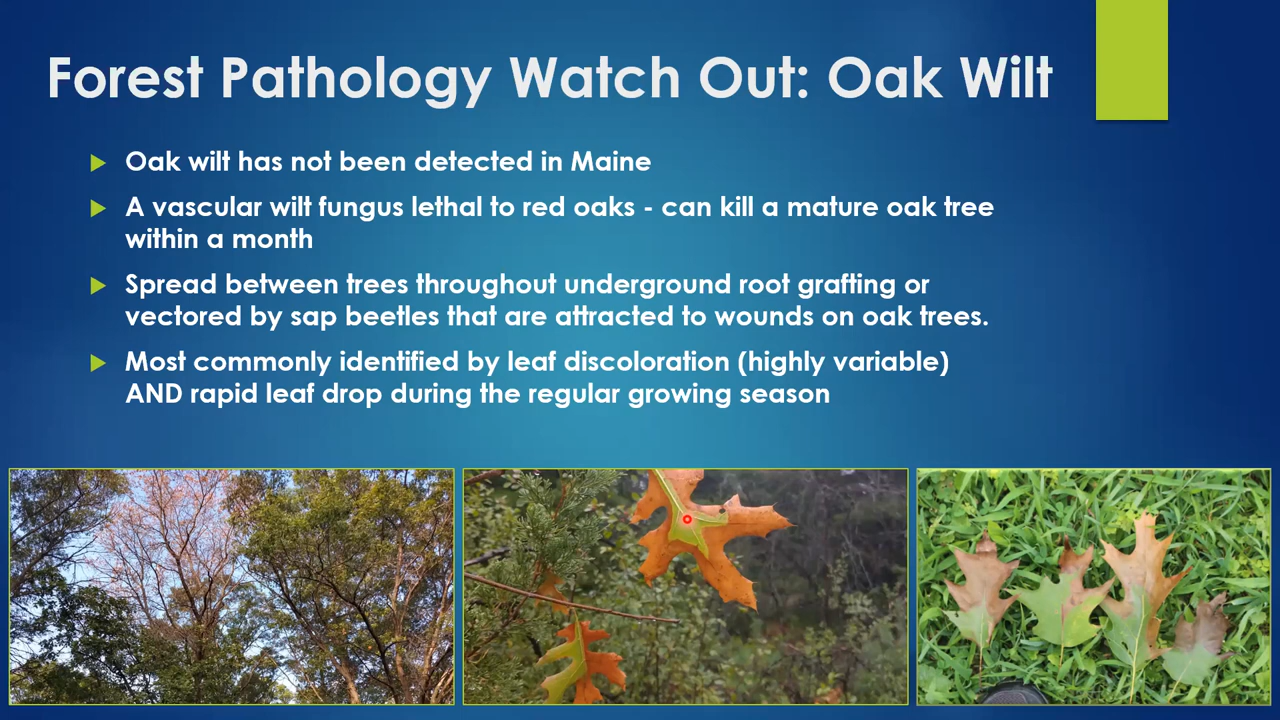 Forest Pathology Watch Out: Oak Wilt
Oak wilt has not been detected in Maine
A vascular wilt fungus lethal to red oaks - can kill a mature oak tree
within a month
Spread between trees throughout underground root grafting or
vectored by sap beetles that are attracted to wounds on oak trees.
Most commonly identified by leaf discoloration (highly variable)
AND rapid leaf drop during the regular growing season